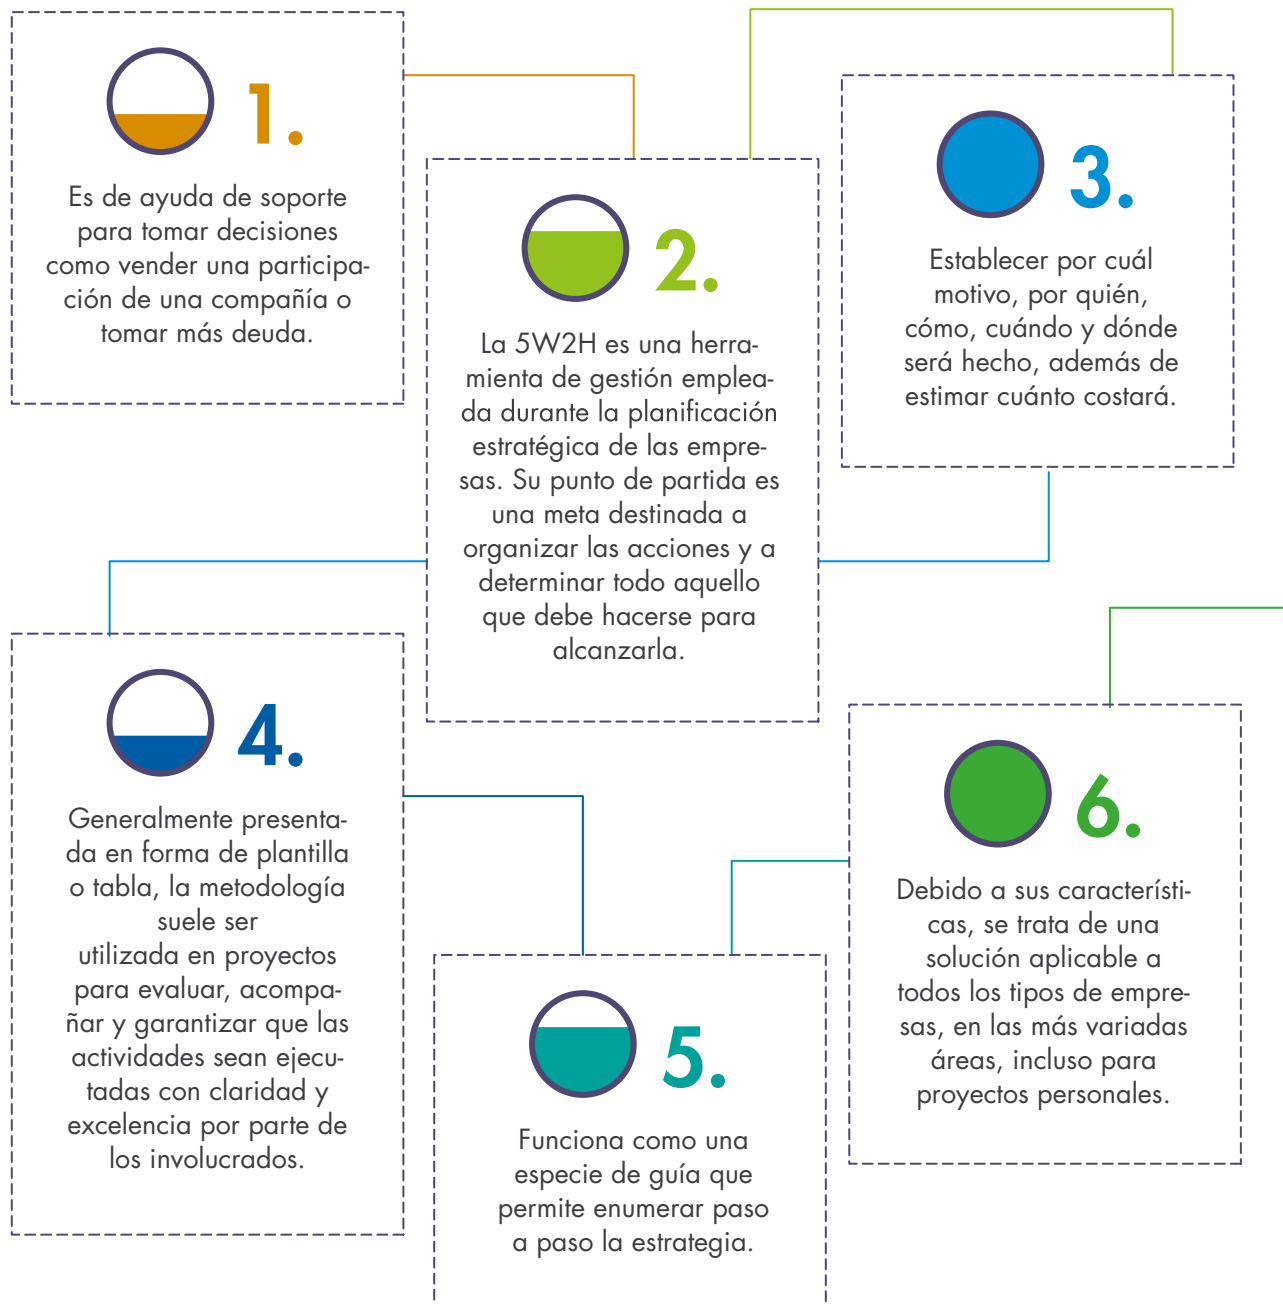 1.
Es de ayuda de soporte
para tomar decisiones
como vender una participa-
ción de una compañía o
tomar más deuda.
2.
La 5W2H es una herra-
mienta de gestión emplea-
da durante la planificación
estratégica de las empre-
sas. Su punto de partida es
una meta destinada a
organizar las acciones y a
determinar todo aquello
que debe hacerse para
alcanzarla.
3.
Establecer por cuál
motivo, por quién,
cómo, cuándo y dónde
será hecho, además de
estimar cuánto costará.
4.
Generalmente presenta-
da en forma de plantilla
o tabla, la metodología
suele ser
utilizada en proyectos
para evaluar, acompa-
ñar y garantizar que las
actividades sean ejecu-
tadas con claridad y
excelencia por parte de
los involucrados.
5.
Funciona como una
especie de guía que
permite enumerar paso
a paso la estrategia.
6.
Debido a sus característi-
cas, se trata de una
solución aplicable a
todos los tipos de empre-
sas, en las más variadas
áreas, incluso para
proyectos personales.